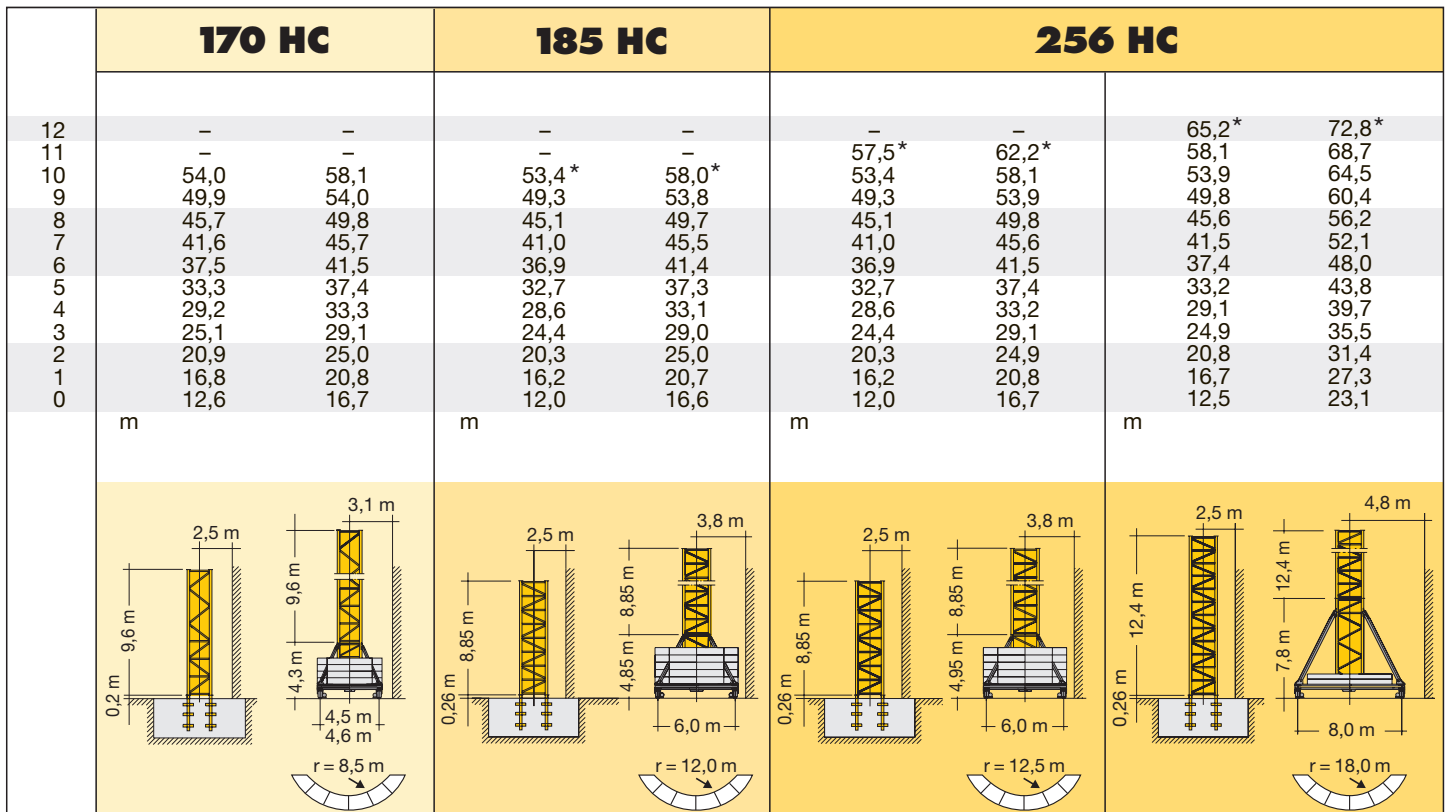 170 HC 185 HC 256 HC
12 – – – – – – 65,2* 72,8*
11 – – – – 57,5* 62,2* 58,1 68,7
10 54,0 58,1 53,4* 58,0* 53,4 58,1 53,9 64,5
9 49,9 54,0 49,3 53,8 49,3 53,9 49,8 60,4
8 45,7 49,8 45,1 49,7 45,1 49,8 45,6 56,2
7 41,6 45,7 41,0 45,5 41,0 45,6 41,5 52,1
6 37,5 41,5 36,9 41,4 36,9 41,5 37,4 48,0
5 33,3 37,4 32,7 37,3 32,7 37,4 33,2 43,8
4 29,2 33,3 28,6 33,1 28,6 33,2 29,1 39,7
3 25,1 29,1 24,4 29,0 24,4 29,1 24,9 35,5
2 20,9 25,0 20,3 25,0 20,3 24,9 20,8 31,4
1 16,8 20,8 16,2 20,7 16,2 20,8 16,7 27,3
0 12,6 16,7 12,0 16,6 12,0 16,7 12,5 23,1
m m m m
2,5 m
9,6 m
0,2 m
3,1 m
9,6 m
4,3 m
4,5 m
4,6 m
r = 8,5 m
2,5 m
8,85 m
0,26 m
3,8 m
8,85 m
4,85 m
6,0 m
r = 12,0 m
2,5 m
8,85 m
0,26 m
3,8 m
8,85 m
4,95 m
6,0 m
r = 12,5 m
2,5 m
12,4 m
0,26 m
4,8 m
12,4 m
7,8 m
8,0 m
r = 18,0 m